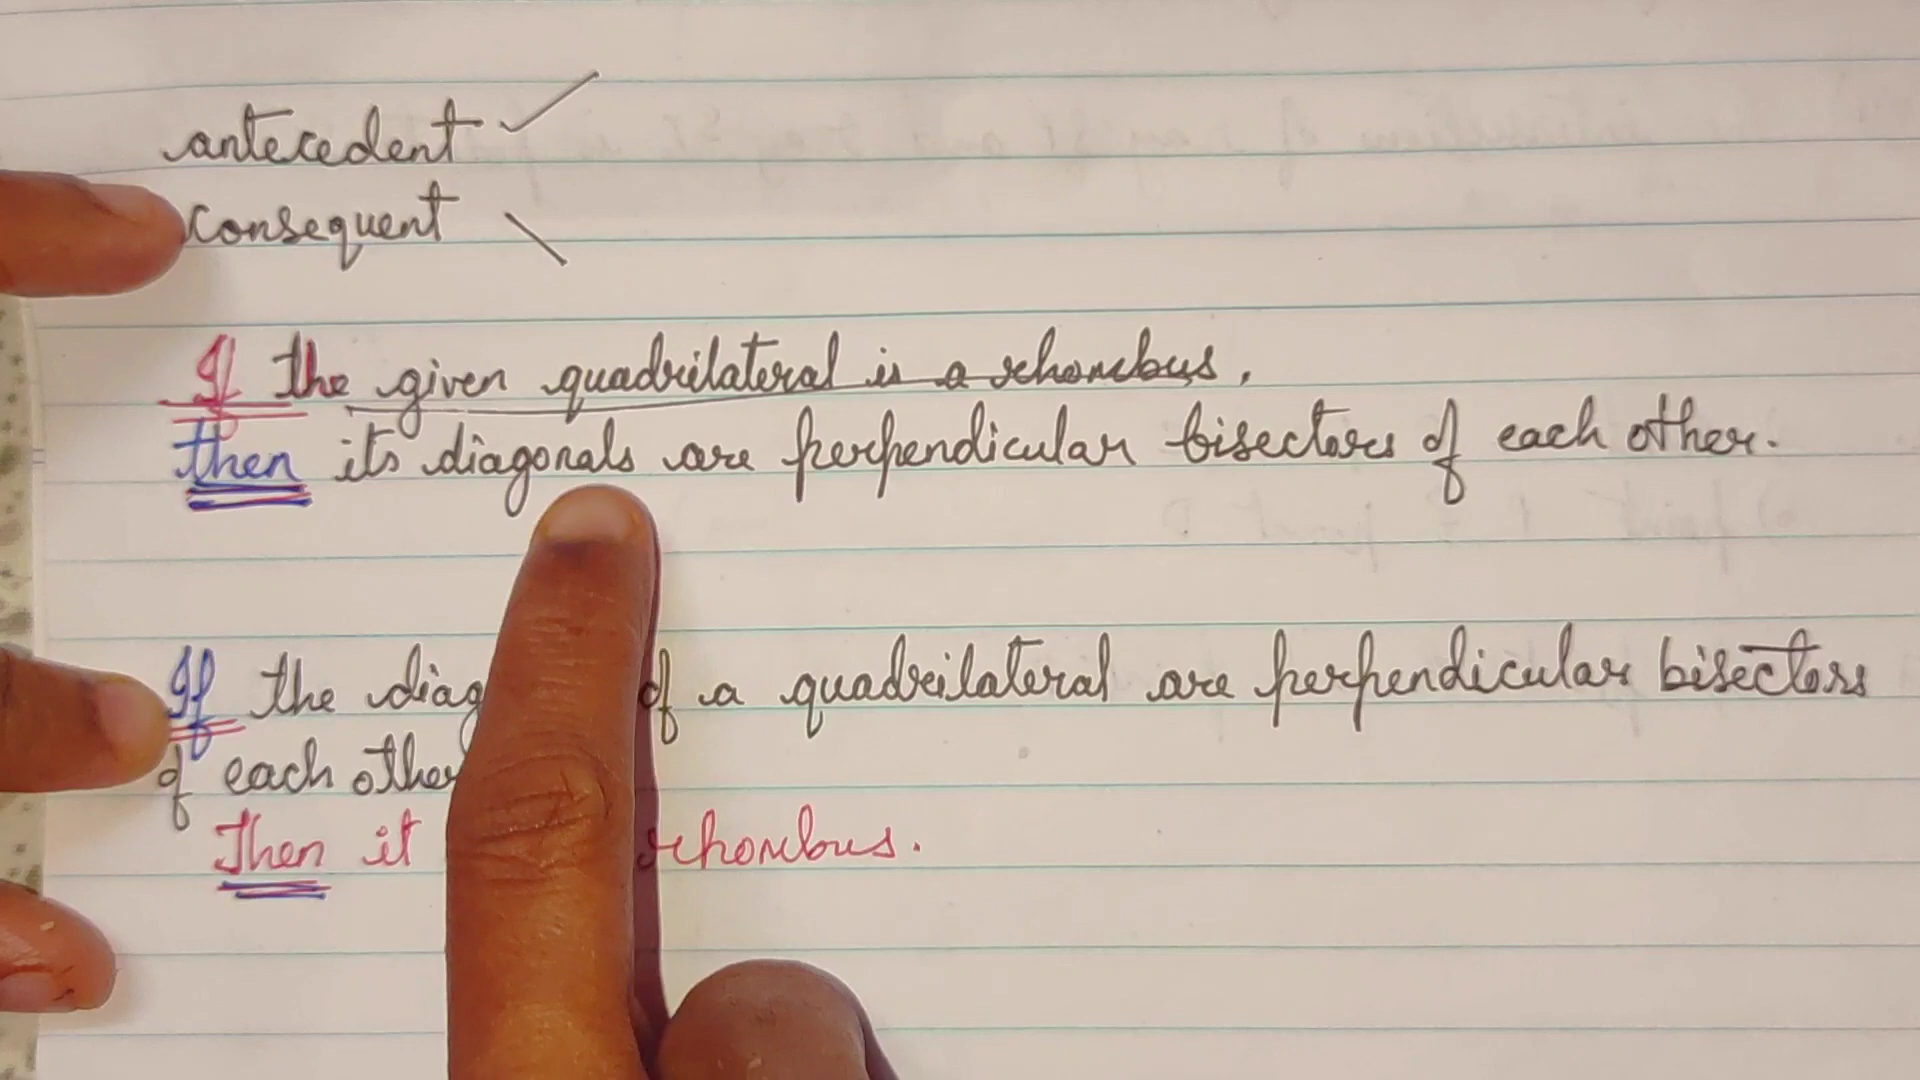 antecedent
consequent
If the given quadrilateral is a rhombus,
then its diagonals are perpendicular bisectors of each other.
If the diag of a quadrilateral are perpendicular bisectors
of each other
Then it rhombus.